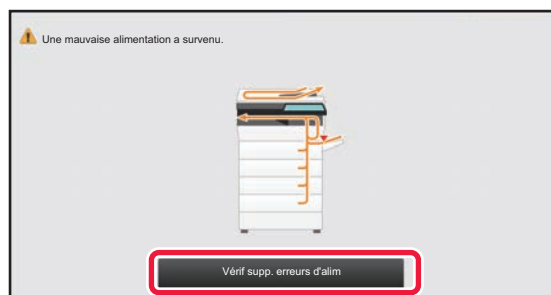 Une mauvaise alimentation a survenu.
Vérif supp. erreurs d'alim